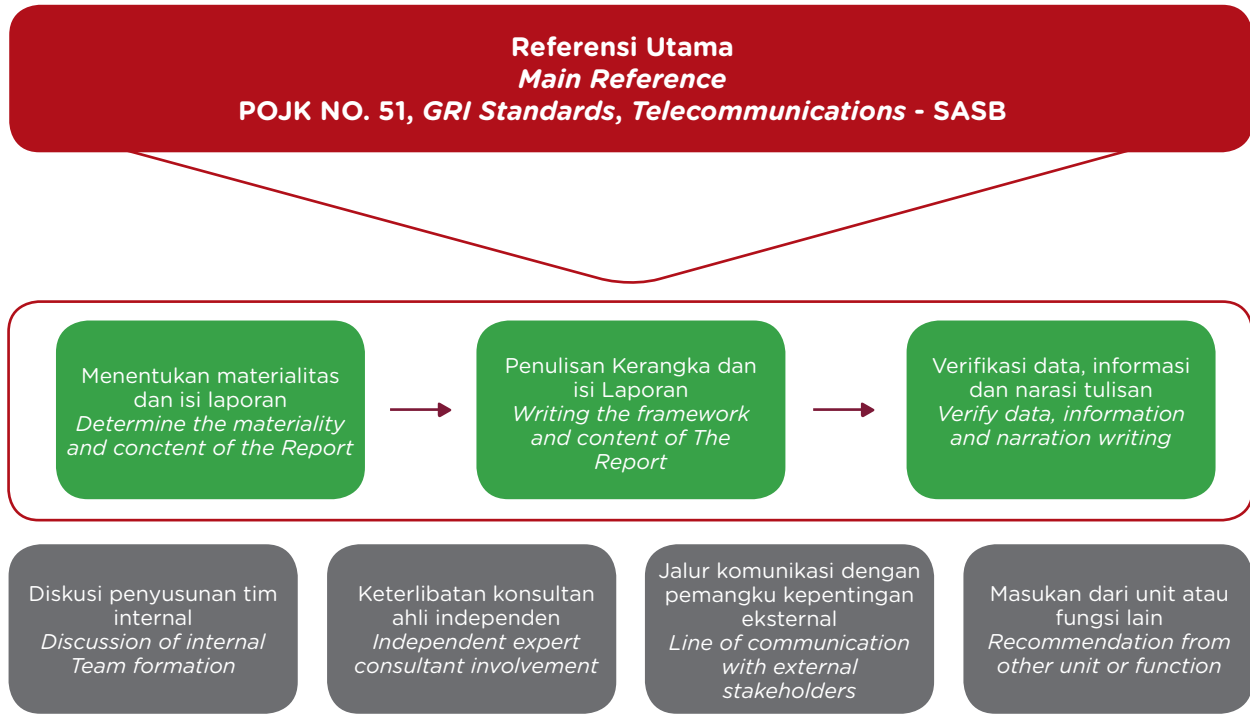 Referensi Utama
Main Reference
POJK NO. 51, GRI Standards, Telecommunications - SASB
Menentukan materialitas
dan isi laporan
Determine the materiality
and conctent of the Report
Penulisan Kerangka dan
isi Laporan
Writing the framework
and content of The
Report
Verifikasi data, informasi
dan narasi tulisan
Verify data, information
and narration writing
Diskusi penyusunan tim
internal
Discussion of internal
Team formation
Keterlibatan konsultan
ahli independen
Independent expert
consultant involvement
Jalur komunikasi dengan
pemangku kepentingan
eksternal
Line of communication
with external
stakeholders
Masukan dari unit atau
fungsi lain
Recommendation from
other unit or function